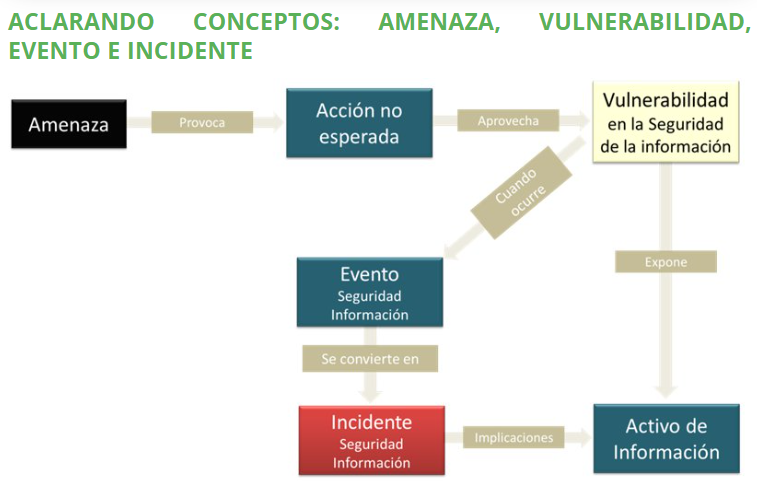 ACLARANDO CONCEPTOS: AMENAZA, VULNERABILIDAD,
EVENTO E INCIDENTE
Amenaza
Provoca
Acción no
esperada
Aprovecha
Vulnerabilidad
en la Seguridad
de la información
Cuando
ocurre
Evento
Seguridad
Información
Expone
Se convierte en
Incidente
Seguridad
Información
Implicaciones
Activo de
Información